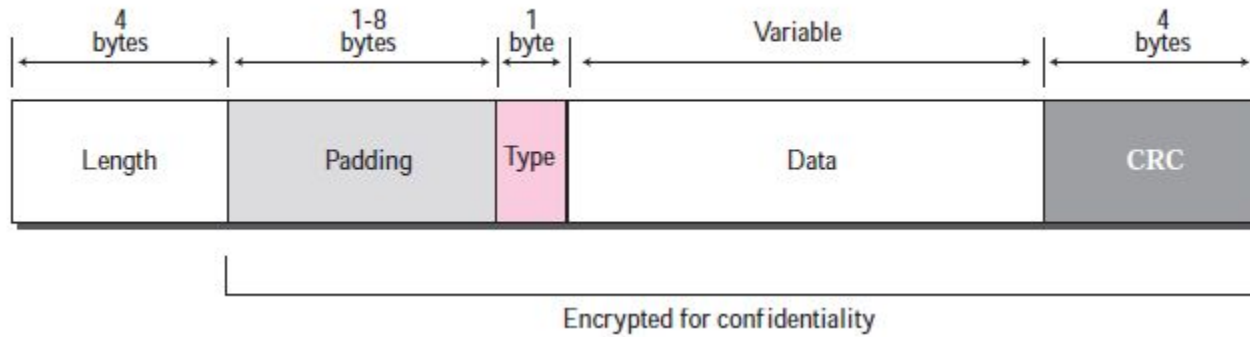 4
bytes
1-8
bytes
1
byte
Variable
4
bytes
Length
Padding
Type
Data
CRC
Encrypted for confidentiality